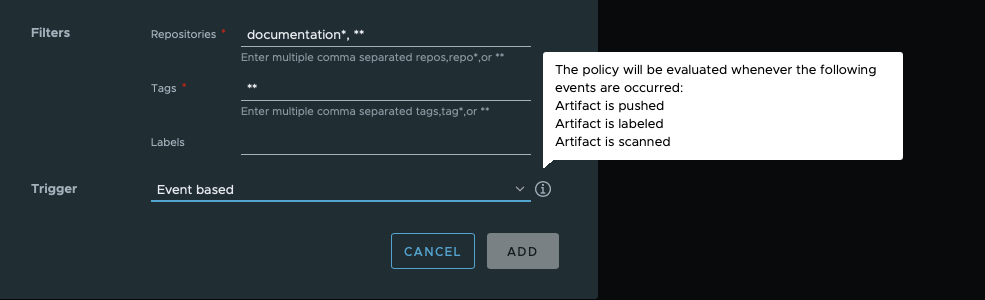 Filters
Repositories *
documentation*, **
Enter multiple comma separated repos,repo*,or **
The policy will be evaluated whenever the following
events are occurred:
Artifact is pushed
Artifact is labeled
Artifact is scanned
Tags *
**
Enter multiple comma separated tags,tag*,or **
Labels
Trigger
Event based
CANCEL
ADD